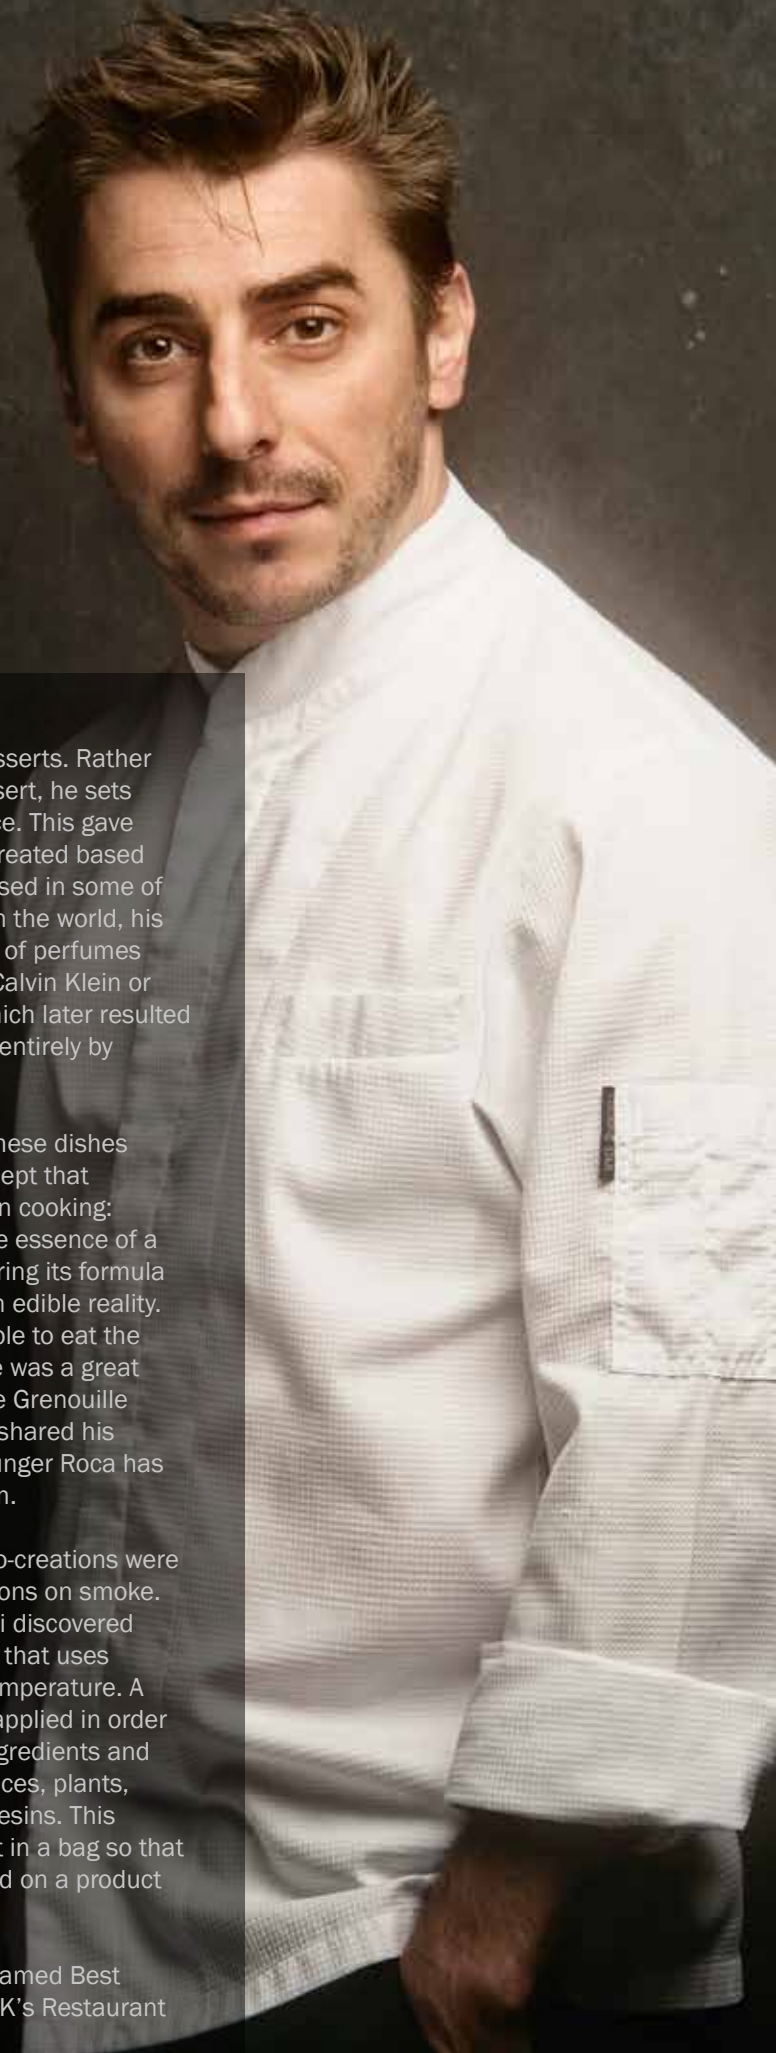 sserts. Rather
sert, he sets
ce. This gave
reated based
sed in some of
n the world, his
of perfumes
Calvin Klein or
ich later resulted
entirely by
hese dishes
ept that
n cooking:
e essence of a
ring its formula
n edible reality.
ble to eat the
e was a great
e Grenouille
shared his
unger Roca has
n.
o-creations were
ons on smoke.
i discovered
that uses
mperature. A
applied in order
gredients and
ces, plants,
esins. This
t in a bag so that
d on a product
amed Best
K's Restaurant